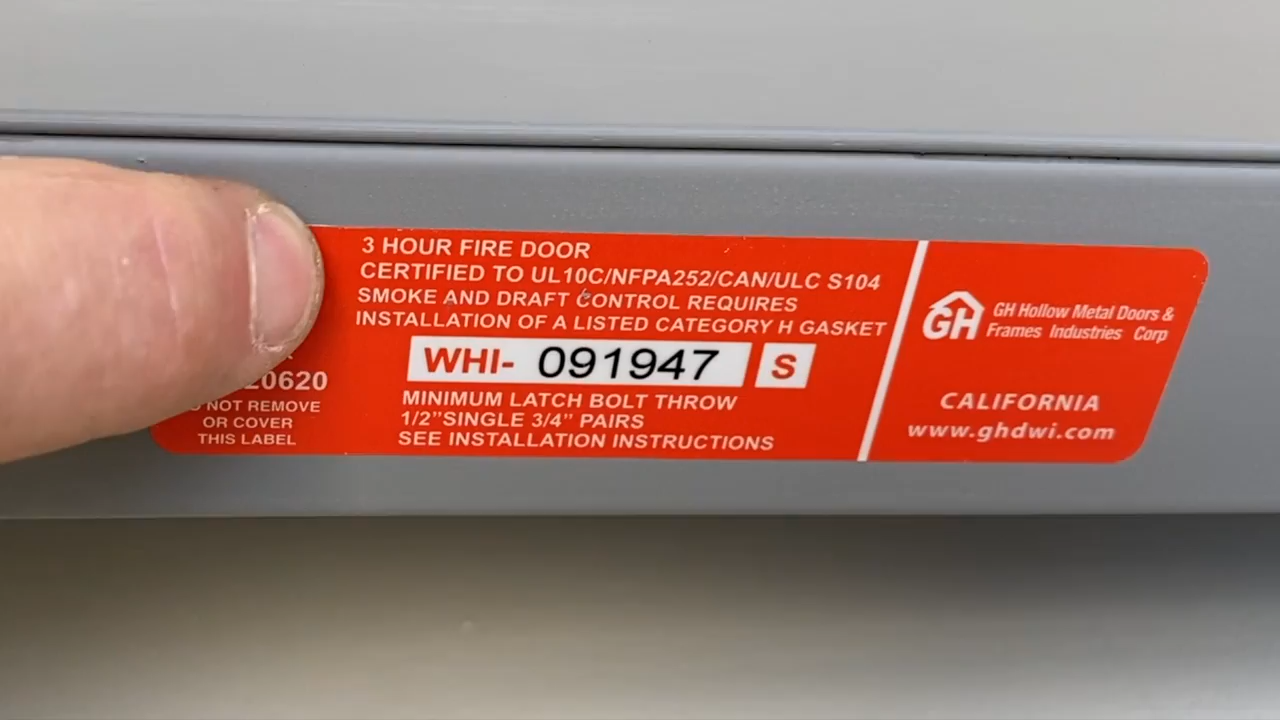 3 HOUR FIRE DOOR
CERTIFIED TO UL10C/NFPA252/CAN/ULC S104
SMOKE AND DRAFT CONTROL REQUIRES
INSTALLATION OF A LISTED CATEGORY H GASKET
WHI- 091947 S
MINIMUM LATCH BOLT THROW
1/2"SINGLE 3/4" PAIRS
SEE INSTALLATION INSTRUCTIONS
20620
NOT REMOVE
OR COVER
THIS LABEL
GH
GH Hollow Metal Doors &
Frames Industries Corp
CALIFORNIA
www.ghdwi.com